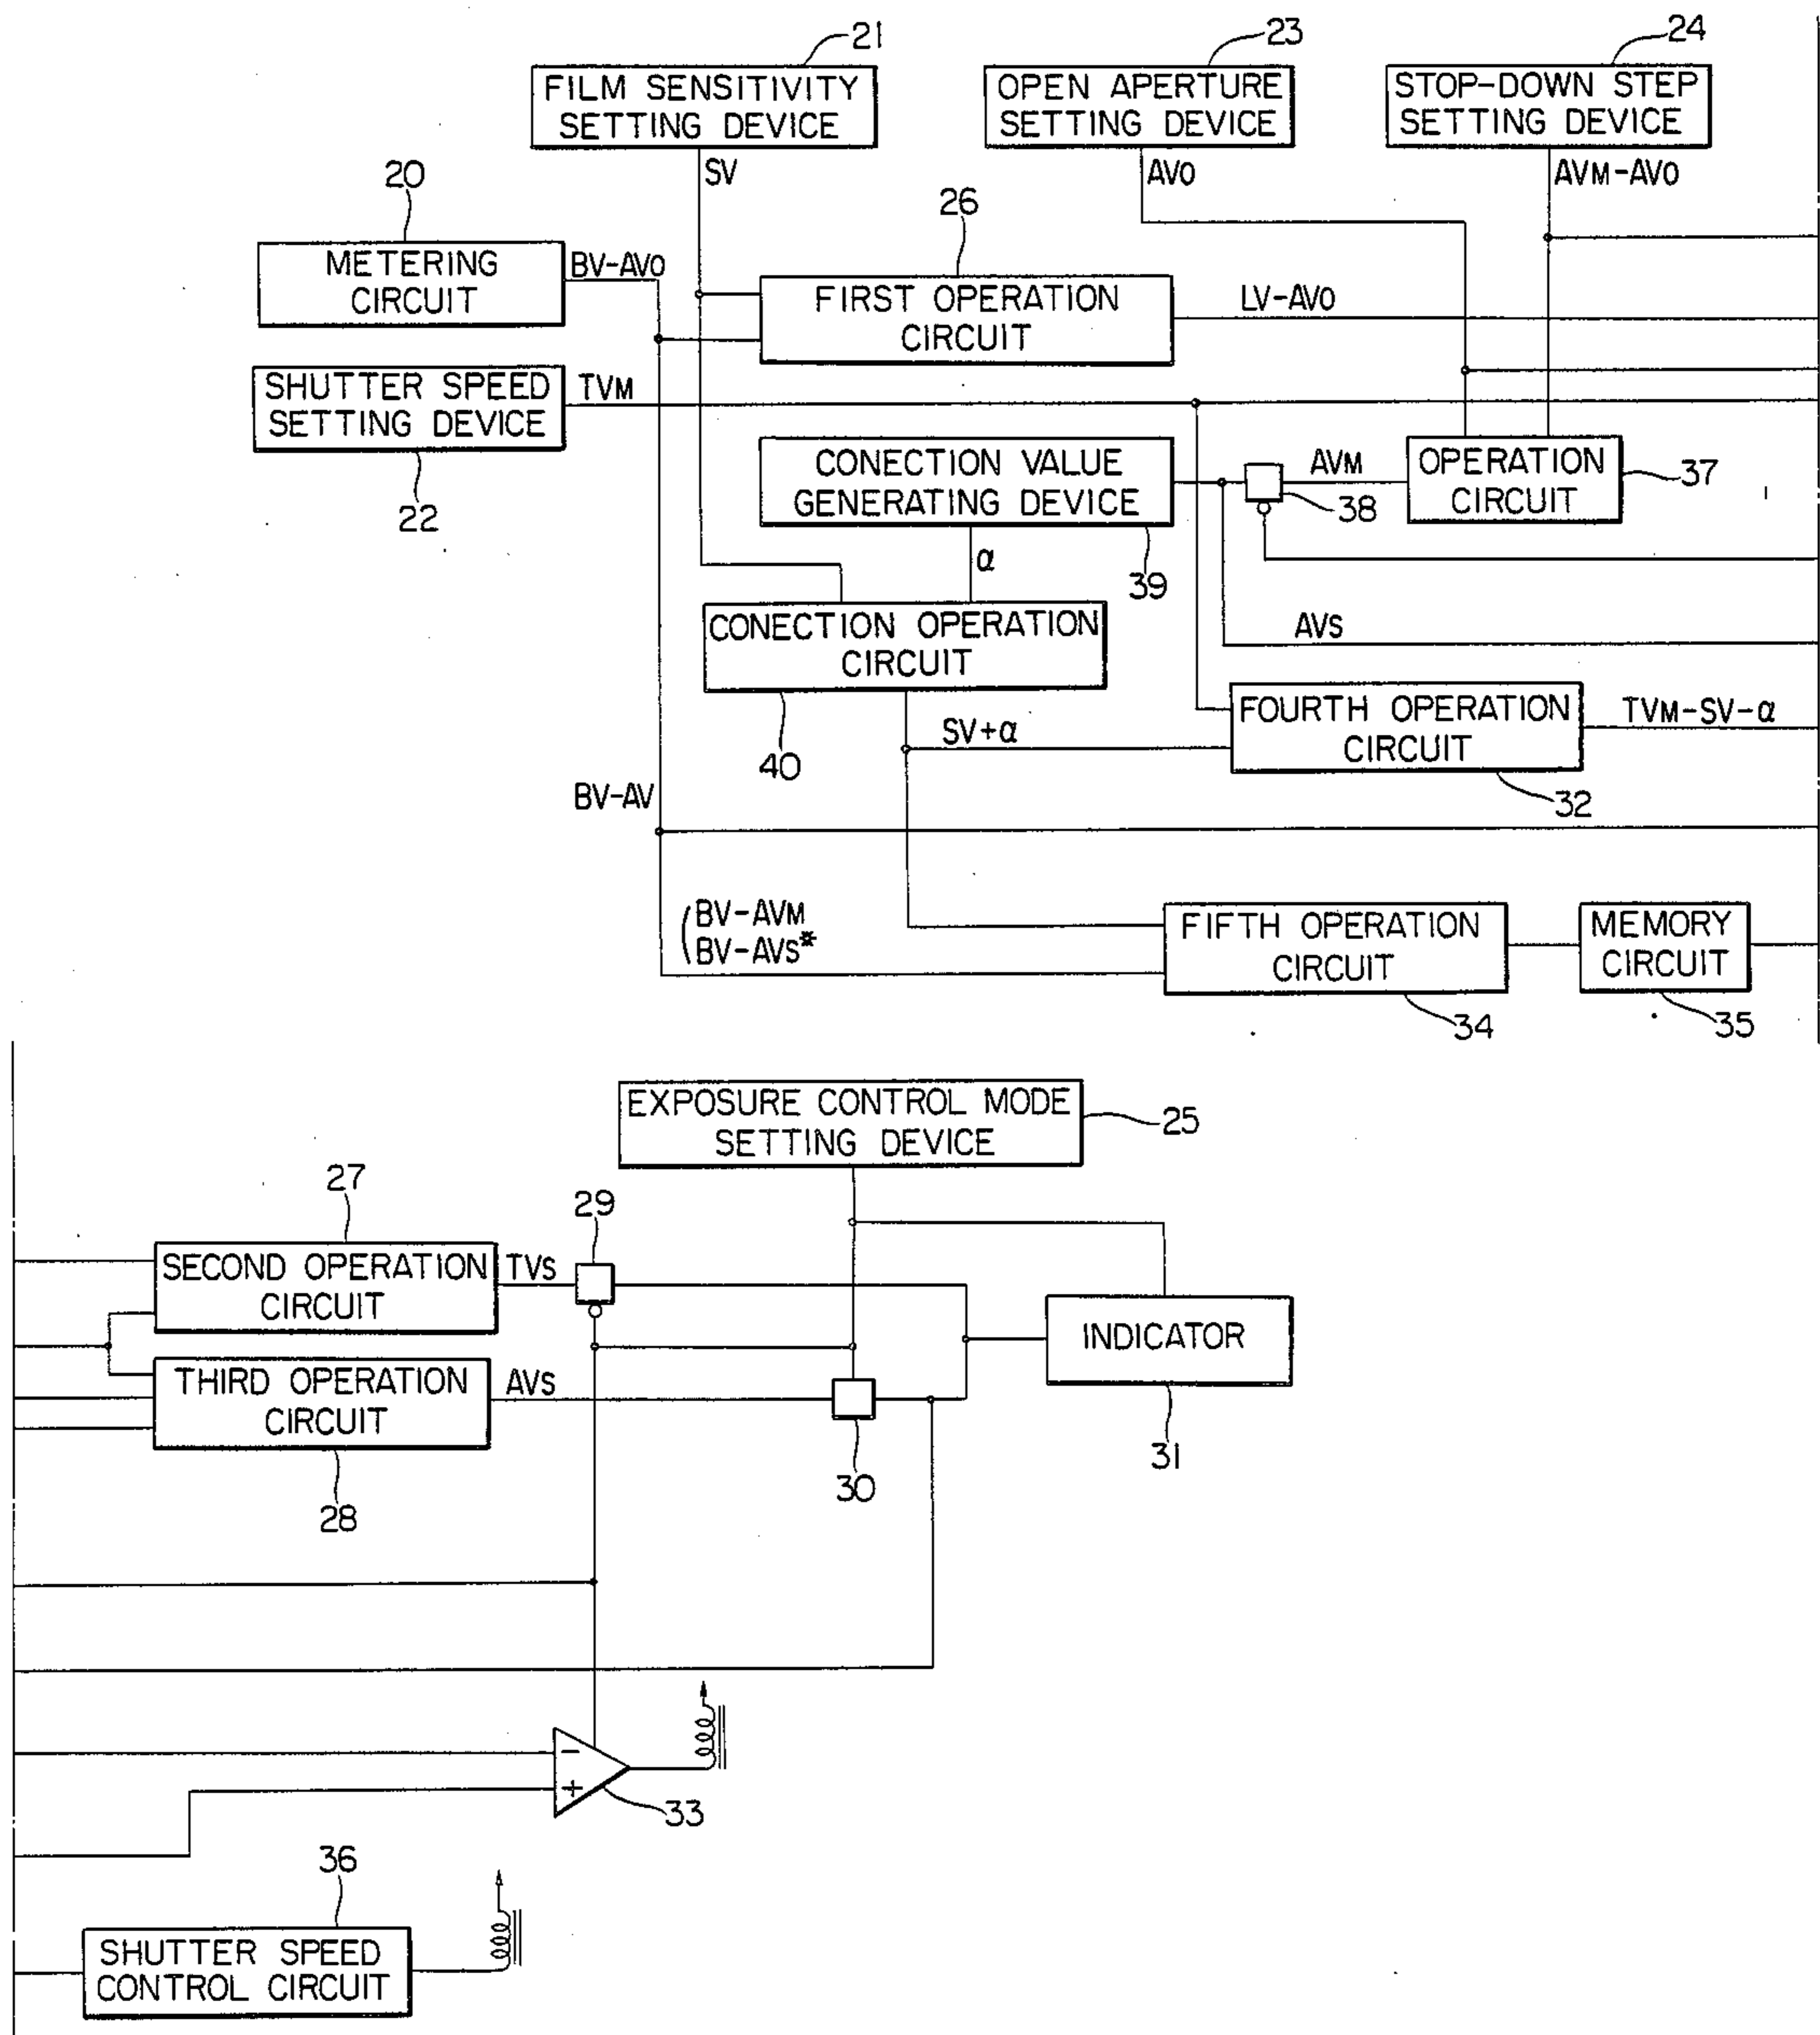 21
FILM SENSITIVITY
SETTING DEVICE
SV
23
OPEN APERTURE
SETTING DEVICE
AVO
24
STOP-DOWN STEP
SETTING DEVICE
AVM-AVO
20
METERING
CIRCUIT
BV-AVO
26
FIRST OPERATION
CIRCUIT
LV-AVO
SHUTTER SPEED
SETTING DEVICE
TVM
22
CONECTION VALUE
GENERATING DEVICE
39
α
38
AVM
OPERATION
CIRCUIT
37
CONECTION OPERATION
CIRCUIT
40
SV+α
AVS
FOURTH OPERATION
CIRCUIT
TVM-SV-α
32
BV-AV
(BV-AVM
BV-AVS*
FIFTH OPERATION
CIRCUIT
34
MEMORY
CIRCUIT
35
EXPOSURE CONTROL MODE
SETTING DEVICE
25
27
SECOND OPERATION
CIRCUIT
TVS
29
THIRD OPERATION
CIRCUIT
AVS
28
30
INDICATOR
31
-
+
33
36
SHUTTER SPEED
CONTROL CIRCUIT